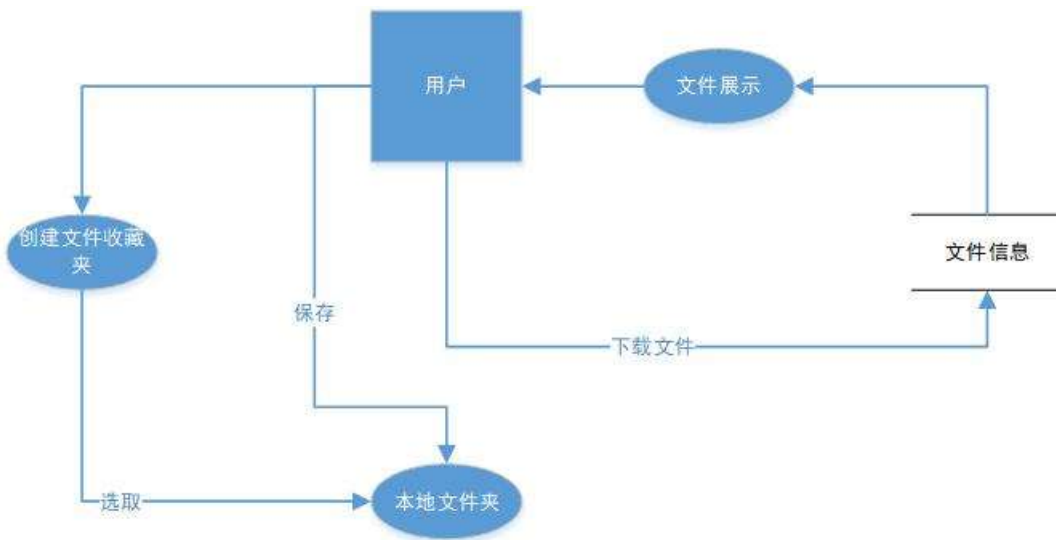 用户
文件展示
创建文件收藏
夹
文件信息
保存
下载文件
选取
本地文件夹